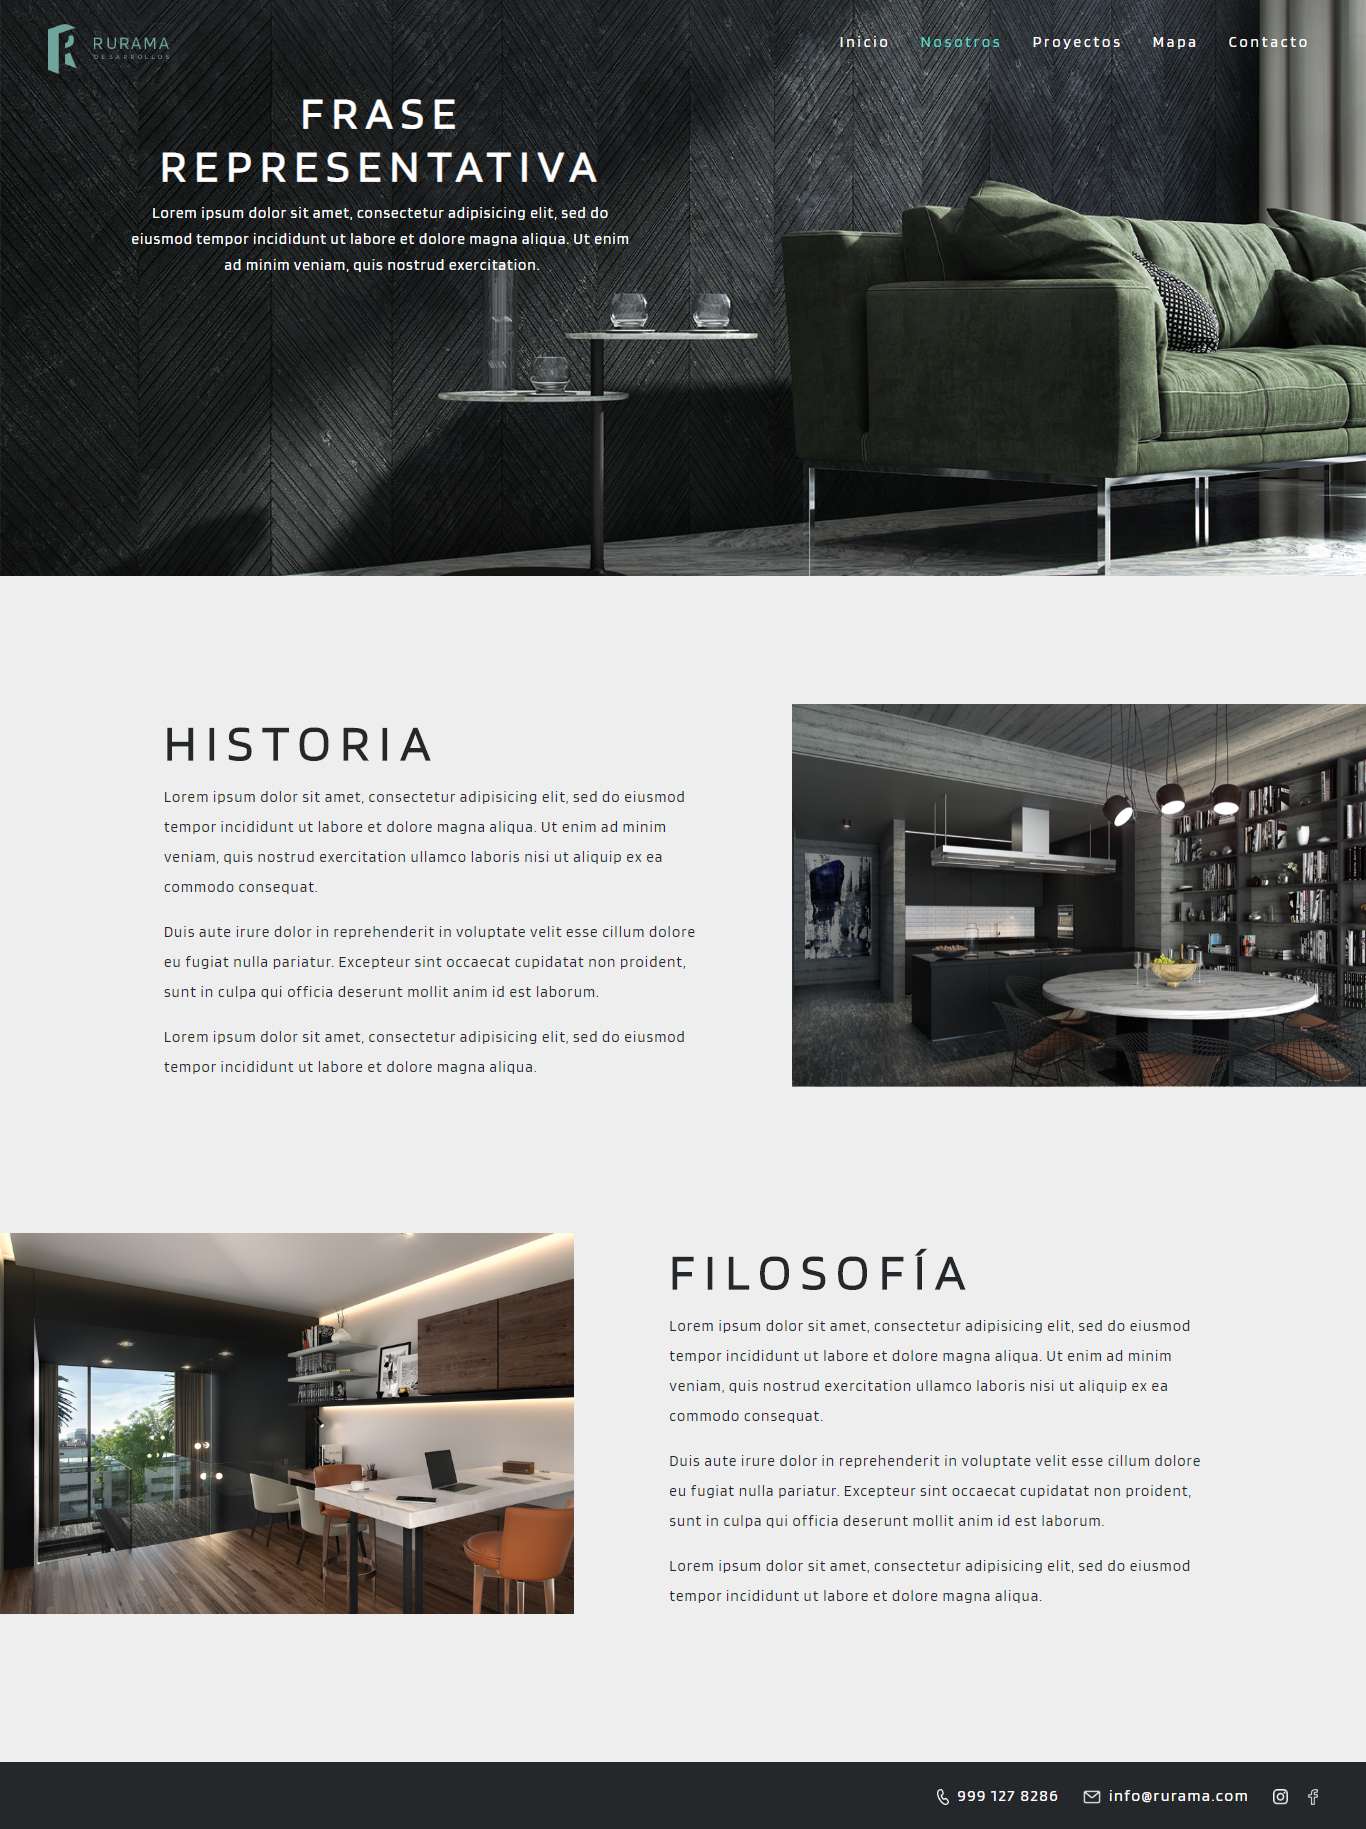 RURAMA
DESARROLLOS
Inicio Nosotros Proyectos Mapa Contacto
FRASE
REPRESENTATIVA
Lorem ipsum dolor sit amet, consectetur adipisicing elit, sed do
eiusmod tempor incididunt ut labore et dolore magna aliqua. Ut enim
ad minim veniam, quis nostrud exercitation.
HISTORIA
Lorem ipsum dolor sit amet, consectetur adipisicing elit, sed do eiusmod
tempor incididunt ut labore et dolore magna aliqua. Ut enim ad minim
veniam, quis nostrud exercitation ullamco laboris nisi ut aliquip ex ea
commodo consequat.
Duis aute irure dolor in reprehenderit in voluptate velit esse cillum dolore
eu fugiat nulla pariatur. Excepteur sint occaecat cupidatat non proident,
sunt in culpa qui officia deserunt mollit anim id est laborum.
Lorem ipsum dolor sit amet, consectetur adipisicing elit, sed do eiusmod
tempor incididunt ut labore et dolore magna aliqua.
FILOSOFÍA
Lorem ipsum dolor sit amet, consectetur adipisicing elit, sed do eiusmod
tempor incididunt ut labore et dolore magna aliqua. Ut enim ad minim
veniam, quis nostrud exercitation ullamco laboris nisi ut aliquip ex ea
commodo consequat.
Duis aute irure dolor in reprehenderit in voluptate velit esse cillum dolore
eu fugiat nulla pariatur. Excepteur sint occaecat cupidatat non proident,
sunt in culpa qui officia deserunt mollit anim id est laborum.
Lorem ipsum dolor sit amet, consectetur adipisicing elit, sed do eiusmod
tempor incididunt ut labore et dolore magna aliqua.
999 127 8286 info@rurama.com